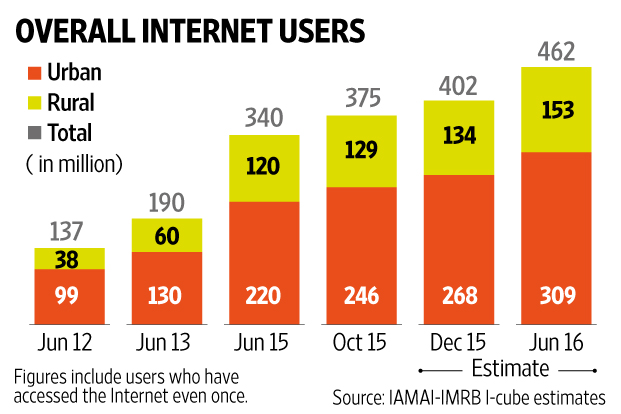 OVERALL INTERNET USERS
Urban
Rural
Total
( in million)
137
38
99
190
60
130
340
120
220
375
129
246
402
134
268
462
153
309
Jun 12 Jun 13 Jun 15 Oct 15 Dec 15 Jun 16
Estimate
Figures include users who have
accessed the Internet even once.
Source: IAMAI-IMRB I-cube estimates